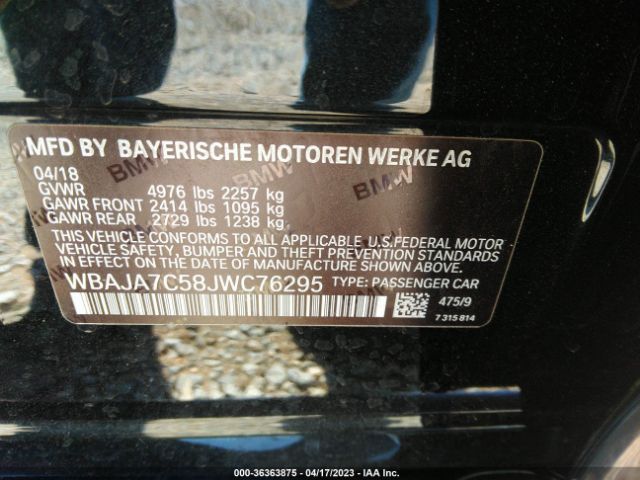 MFD BY BAYERISCHE MOTOREN WERKE AG
04/18
GVWR 4976 lbs 2257 kg
GAWR FRONT 2414 lbs 1095 kg
GAWR REAR 2729 lbs 1238 kg
THIS VEHICLE CONFORMS TO ALL APPLICABLE U.S. FEDERAL MOTOR
VEHICLE SAFETY, BUMPER AND THEFT PREVENTION STANDARDS
IN EFFECT ON THE DATE OF MANUFACTURE SHOWN ABOVE.
WBAJA7C58JWC76295 TYPE: PASSENGER CAR
475/9
7 315 814
BMW
BMW
BMW
000-36363875 - 04/17/2023 - IAA Inc.